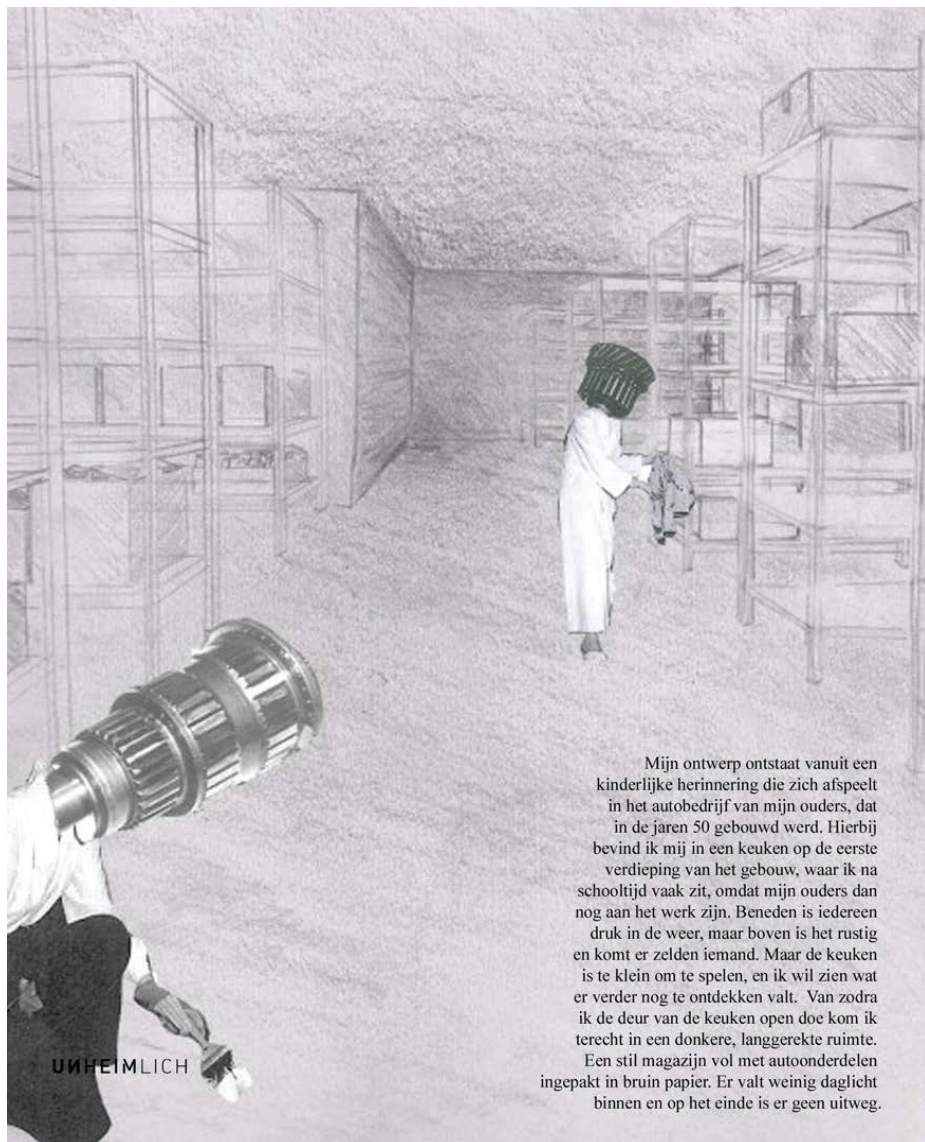 Mijn ontwerp ontstaat vanuit een
kinderlijke herinnering die zich afspeelt
in het autobedrijf van mijn ouders, dat
in de jaren 50 gebouwd werd. Hierbij
bevind ik mij in een keuken op de eerste
verdieping van het gebouw, waar ik na
schooltijd vaak zit, omdat mijn ouders dan
nog aan het werk zijn. Beneden is iedereen
druk in de weer, maar boven is het rustig
en komt er zelden iemand. Maar de keuken
is te klein om te spelen, en ik wil zien wat
er verder nog te ontdekken valt. Van zodra
ik de deur van de keuken open doe kom ik
terecht in een donkere, langgerekte ruimte.
Een stil magazijn vol met autoonderdelen
ingepakt in bruin papier. Er valt weinig daglicht
binnen en op het einde is er geen uitweg.
UNHEIMLICH